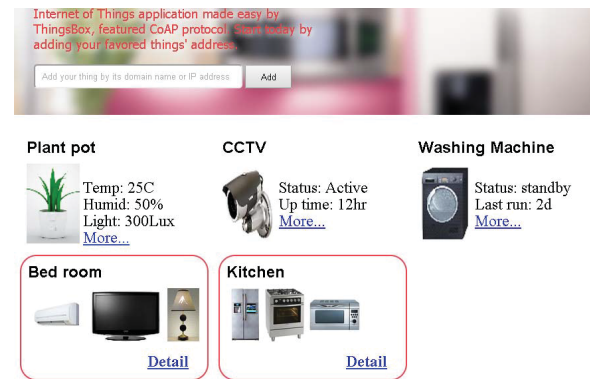 Internet of Things application made easy by
ThingsBox, featured CoAP protocol. Start today by
adding your favored things' address.
Add your thing by its domain name or IP address
Add
Plant pot
Temp: 25C
Humid: 50%
Light: 300Lux
More...
CCTV
Status: Active
Up time: 12hr
More...
Washing Machine
Status: standby
Last run: 2d
More...
Bed room
Detail
Kitchen
Detail